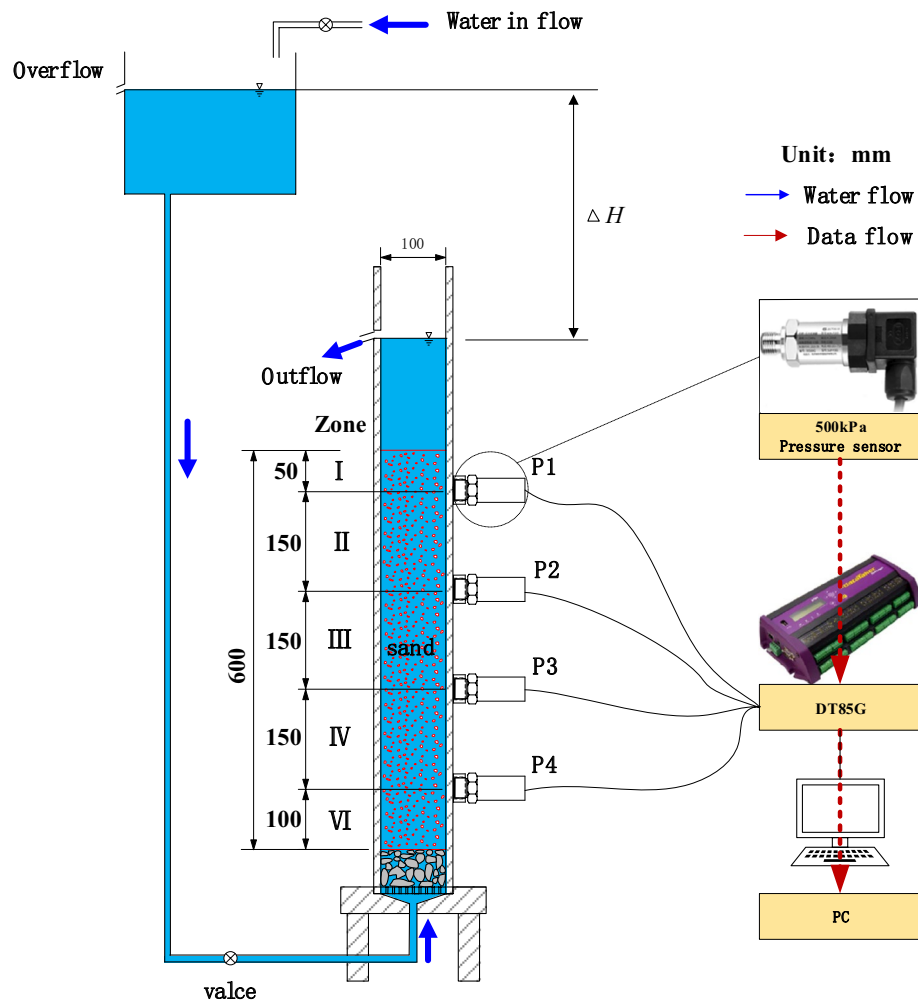 Water in flow
Overflow
Unit: mm
Water flow
Data flow
△H
100
Outflow
Zone
500kPa
Pressure sensor
50
I
P1
150
II
P2
150
III
sand
600
P3
DT85G
150
IV
P4
100
VI
PC
valce